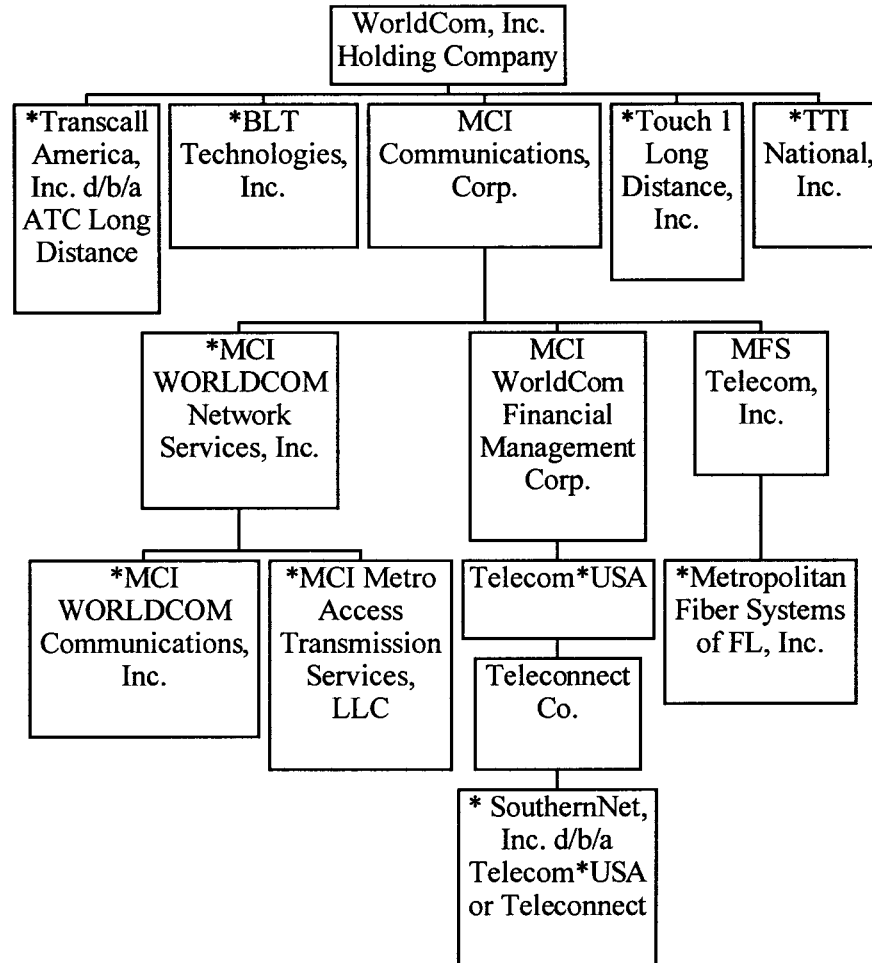 WorldCom, Inc.
Holding Company
*Transcall
America,
Inc. d/b/a
ATC Long
Distance
*BLT
Technologies,
Inc.
MCI
Communications,
Corp.
*Touch 1
Long
Distance,
Inc.
*TTI
National,
Inc.
*MCI
WORLDCOM
Network
Services, Inc.
MCI
WorldCom
Financial
Management
Corp.
MFS
Telecom,
Inc.
*MCI
WORLDCOM
Communications,
Inc.
*MCI Metro
Access
Transmission
Services,
LLC
Telecom*USA
*Metropolitan
Fiber Systems
of FL, Inc.
Teleconnect
Co.
* SouthernNet,
Inc. d/b/a
Telecom*USA
or Teleconnect